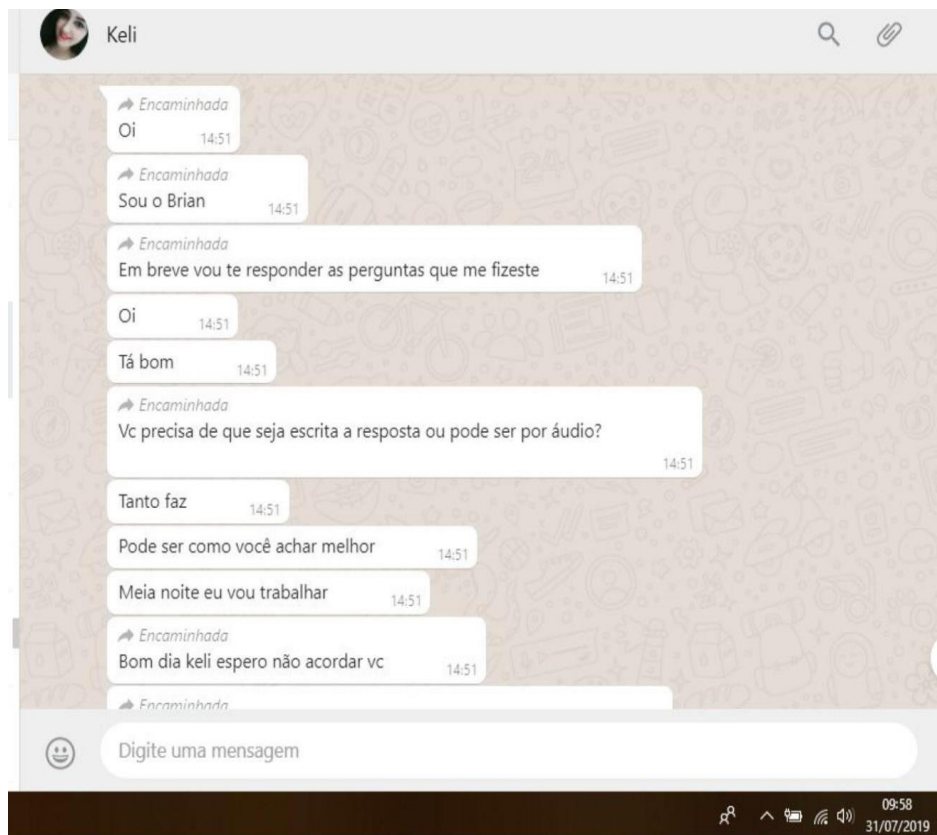 Keli
Encaminhada
Oi
14:51
Encaminhada
Sou o Brian
14:51
Encaminhada
Em breve vou te responder as perguntas que me fizeste
14:51
Oi
14:51
Tá bom
14:51
Encaminhada
Vc precisa de que seja escrita a resposta ou pode ser por áudio?
14:51
Tanto faz
14:51
Pode ser como você achar melhor
14:51
Meia noite eu vou trabalhar
14:51
Encaminhada
Bom dia keli espero não acordar vc
14:51
Encaminhada
Digite uma mensagem
09:58
31/07/2019